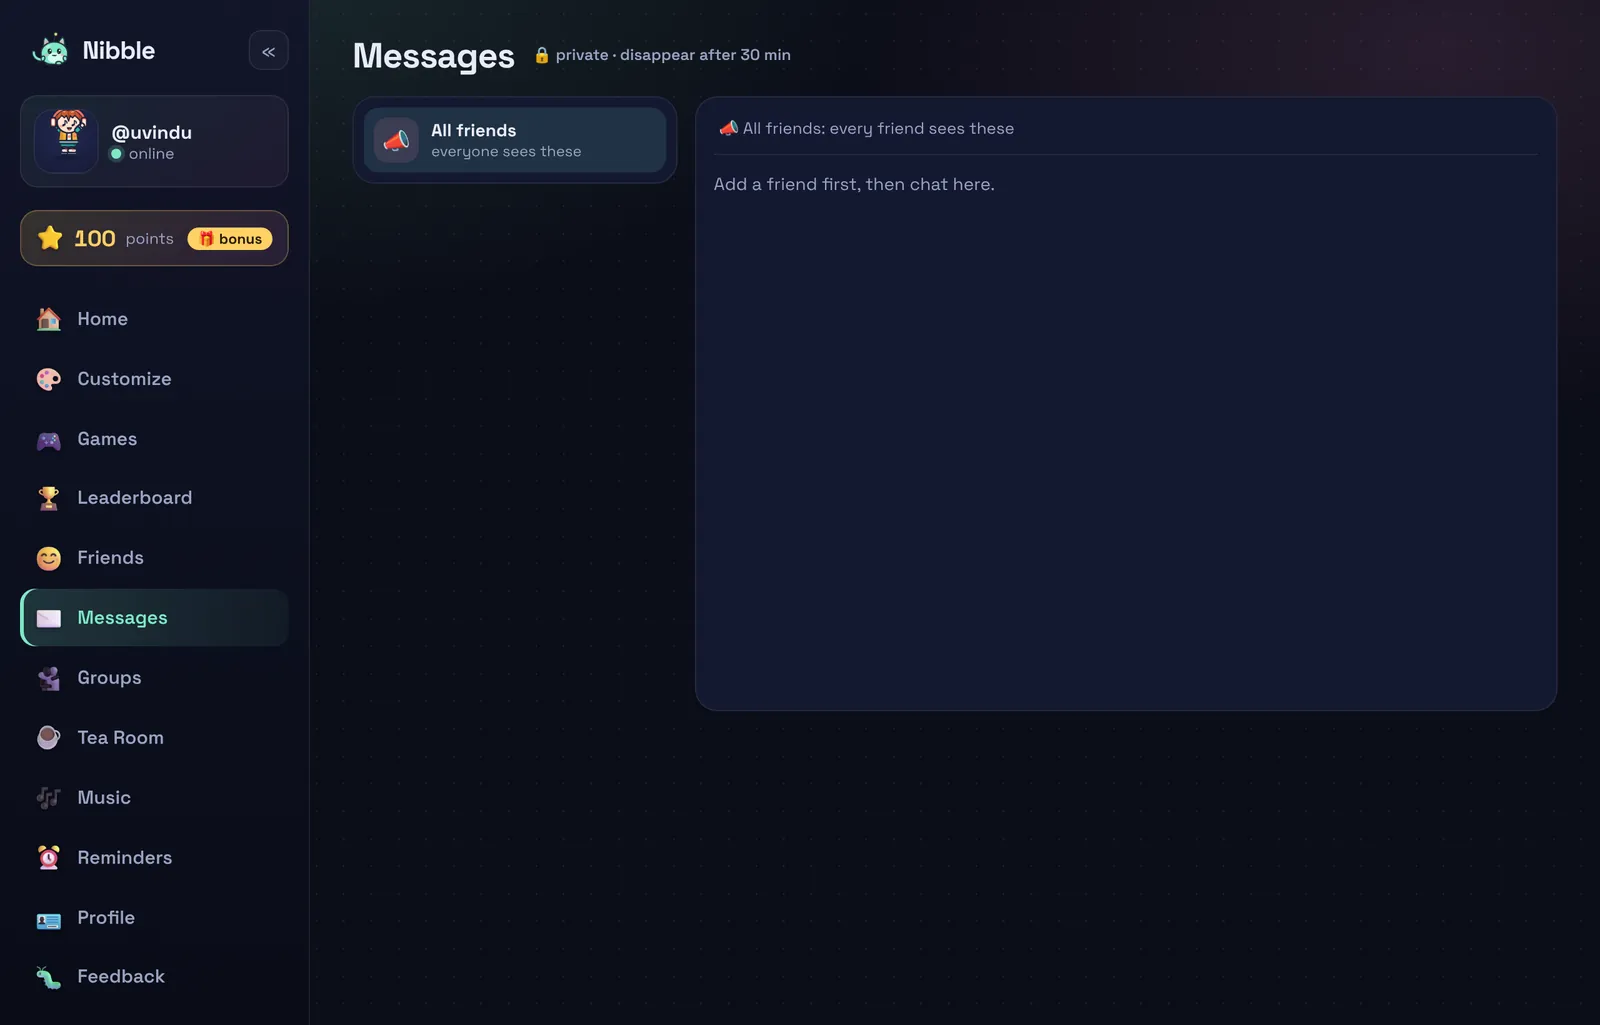 Nibble
«
@uvindu
online
100 points bonus
Home
Customize
Games
Leaderboard
Friends
Messages
Groups
Tea Room
Music
Reminders
Profile
Feedback
Messages private · disappear after 30 min
All friends
everyone sees these
All friends: every friend sees these
Add a friend first, then chat here.